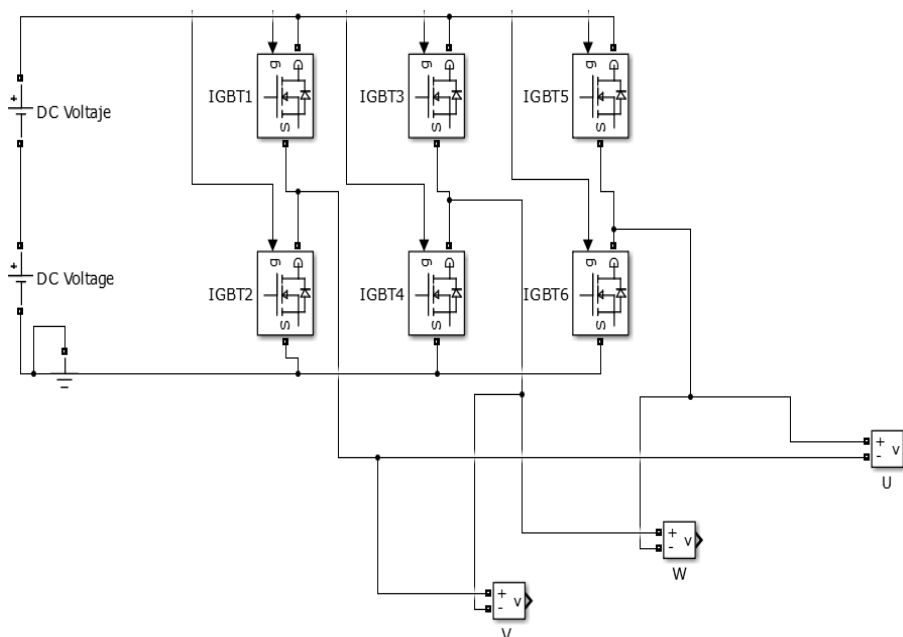 g
D
S
IGBT1
g
D
S
IGBT3
g
D
S
IGBT5
+
DC Voltaje
g
D
S
IGBT2
g
D
S
IGBT4
g
D
S
IGBT6
+
DC Voltage
+
- v
U
+
- v
W
+
- v
V